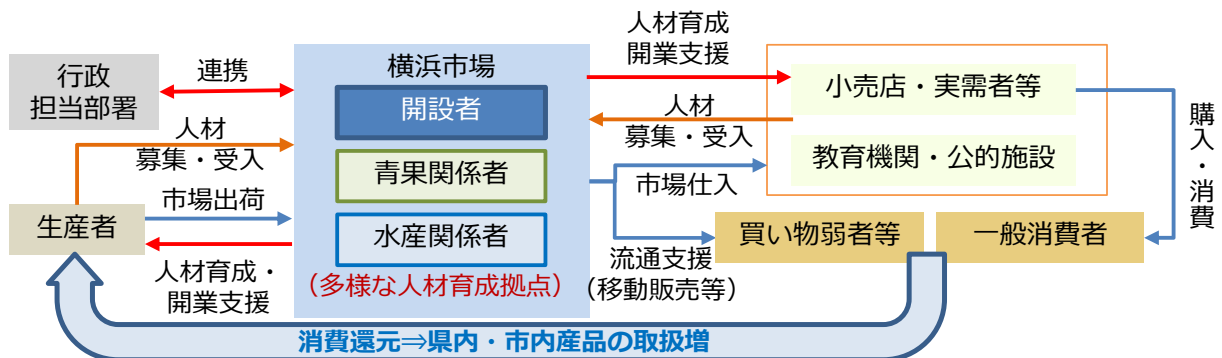 行政
担当部署
連携
人材
募集・受入
市場出荷
生産者
人材育成・
開業支援
横浜市場
開設者
青果関係者
水産関係者
（多様な人材育成拠点）
人材育成
開業支援
人材
募集・受入
市場仕入
流通支援
（移動販売等）
小売店・実需者等
教育機関・公的施設
買い物弱者等
一般消費者
購入・消費
消費還元⇒県内・市内産品の取扱増